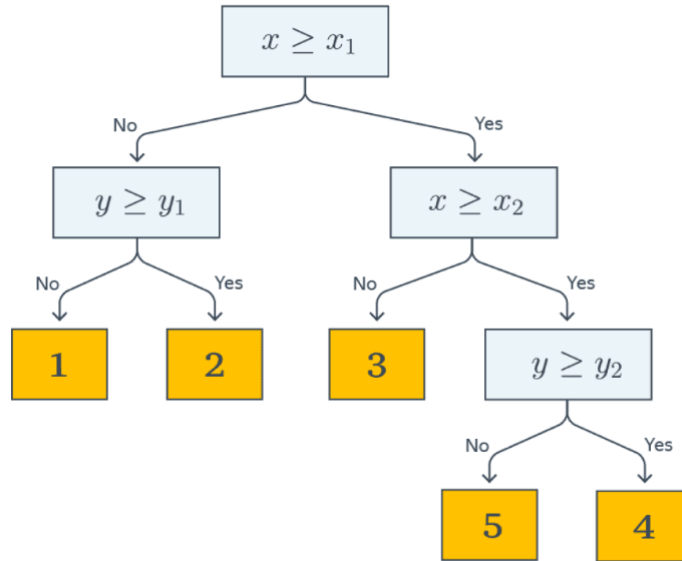 x ≥ x₁
No
Yes
y ≥ y₁
x ≥ x₂
No
Yes
No
Yes
1
2
3
y ≥ y₂
No
Yes
5
4